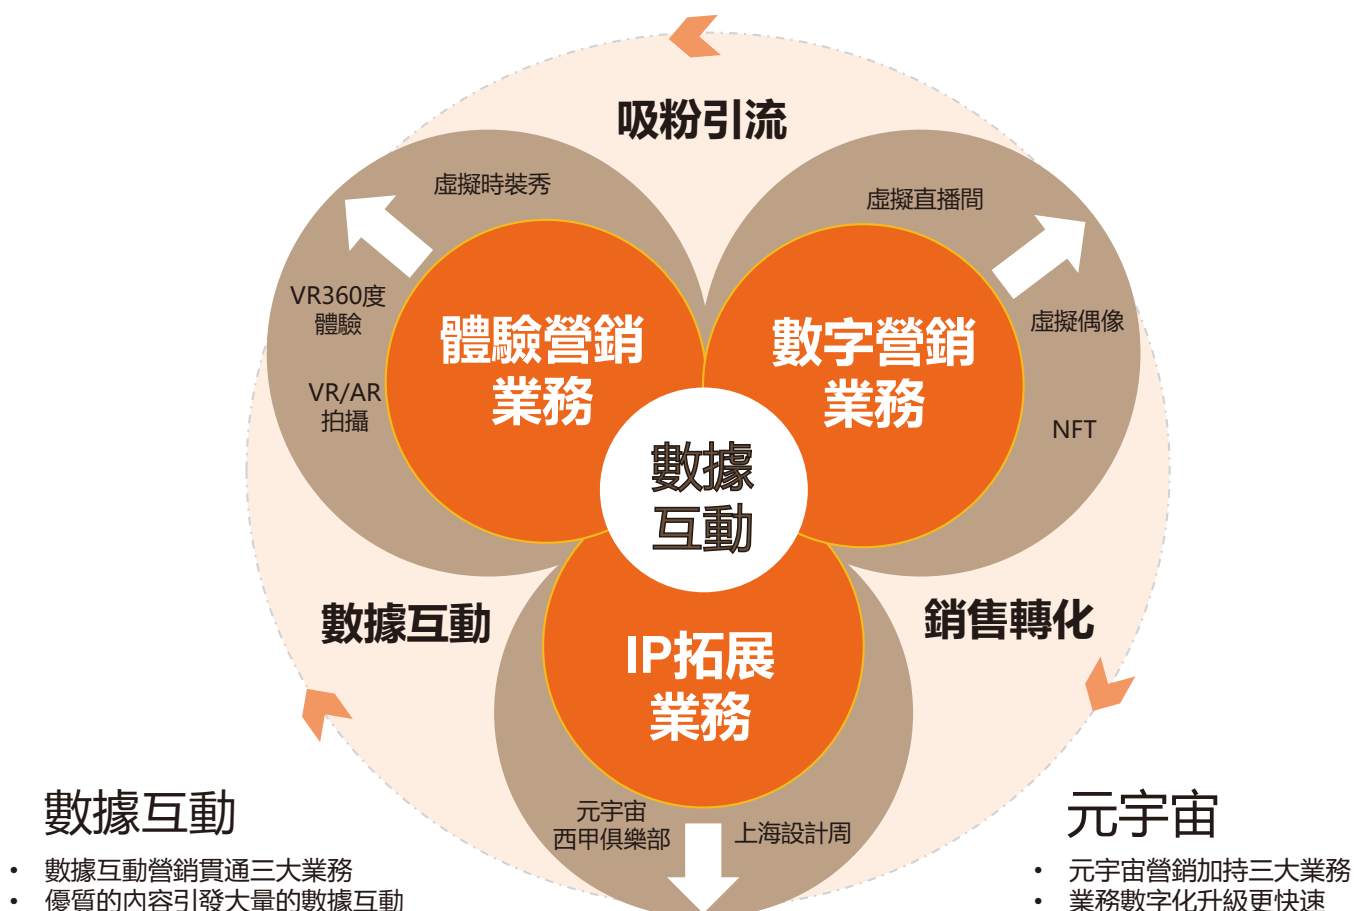 吸粉引流
虛擬時裝秀
虛擬直播間
VR360度
體驗
虛擬偶像
體驗營銷
業務
數字營銷
業務
VR/AR
拍攝
NFT
數據
互動
數據互動
銷售轉化
IP拓展
業務
元宇宙
西甲俱樂部
上海設計周
數據互動
• 數據互動營銷貫通三大業務
• 優質的內容引發大量的數據互動
元宇宙
• 元宇宙營銷加持三大業務
• 業務數字化升級更快速